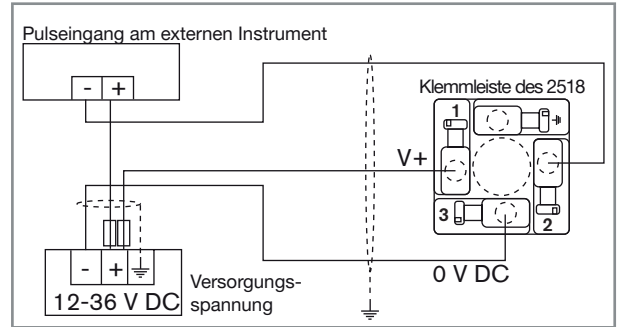 Pulseingang am externen Instrument
- +
Klemmleiste des 2518
1
V+
3
2
0 V DC
- +
Versorgungs-
12-36 V DC spannung